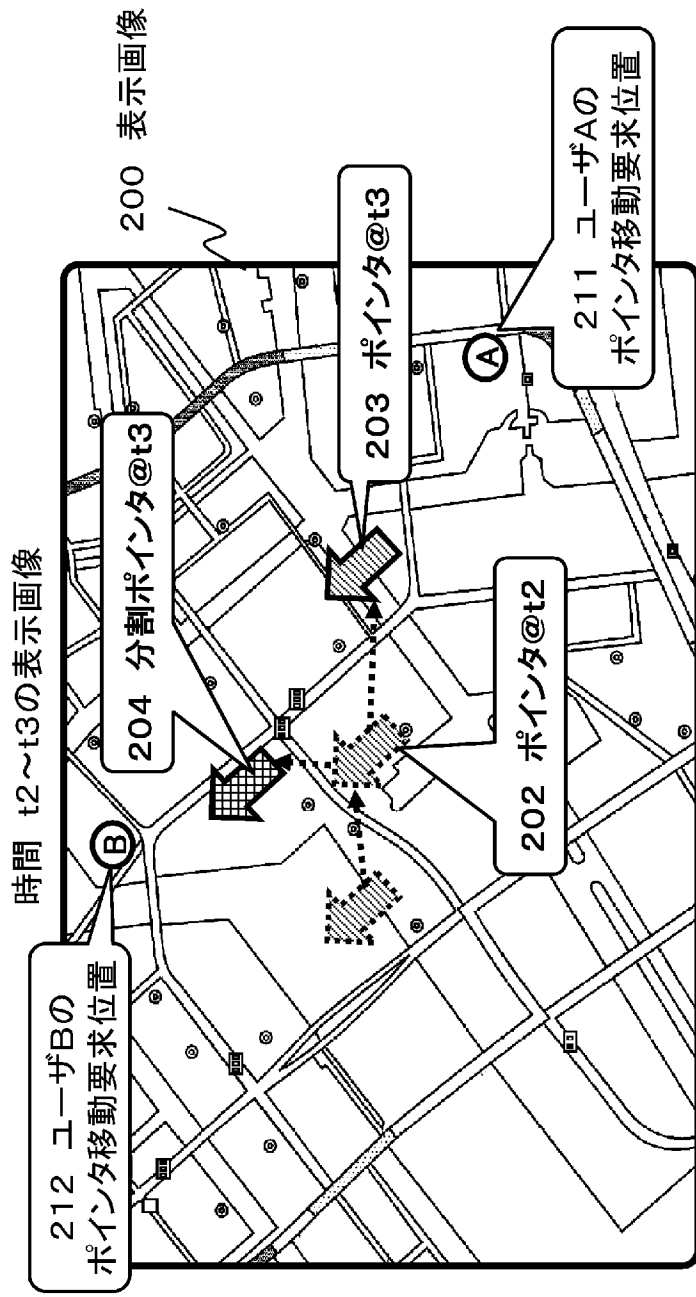 時間 t2〜t3の表示画像
200 表示画像
212 ユーザBの
ポインタ移動要求位置
B
204 分割ポインタ@t3
203 ポインタ@t3
202 ポインタ@t2
A
211 ユーザAの
ポインタ移動要求位置